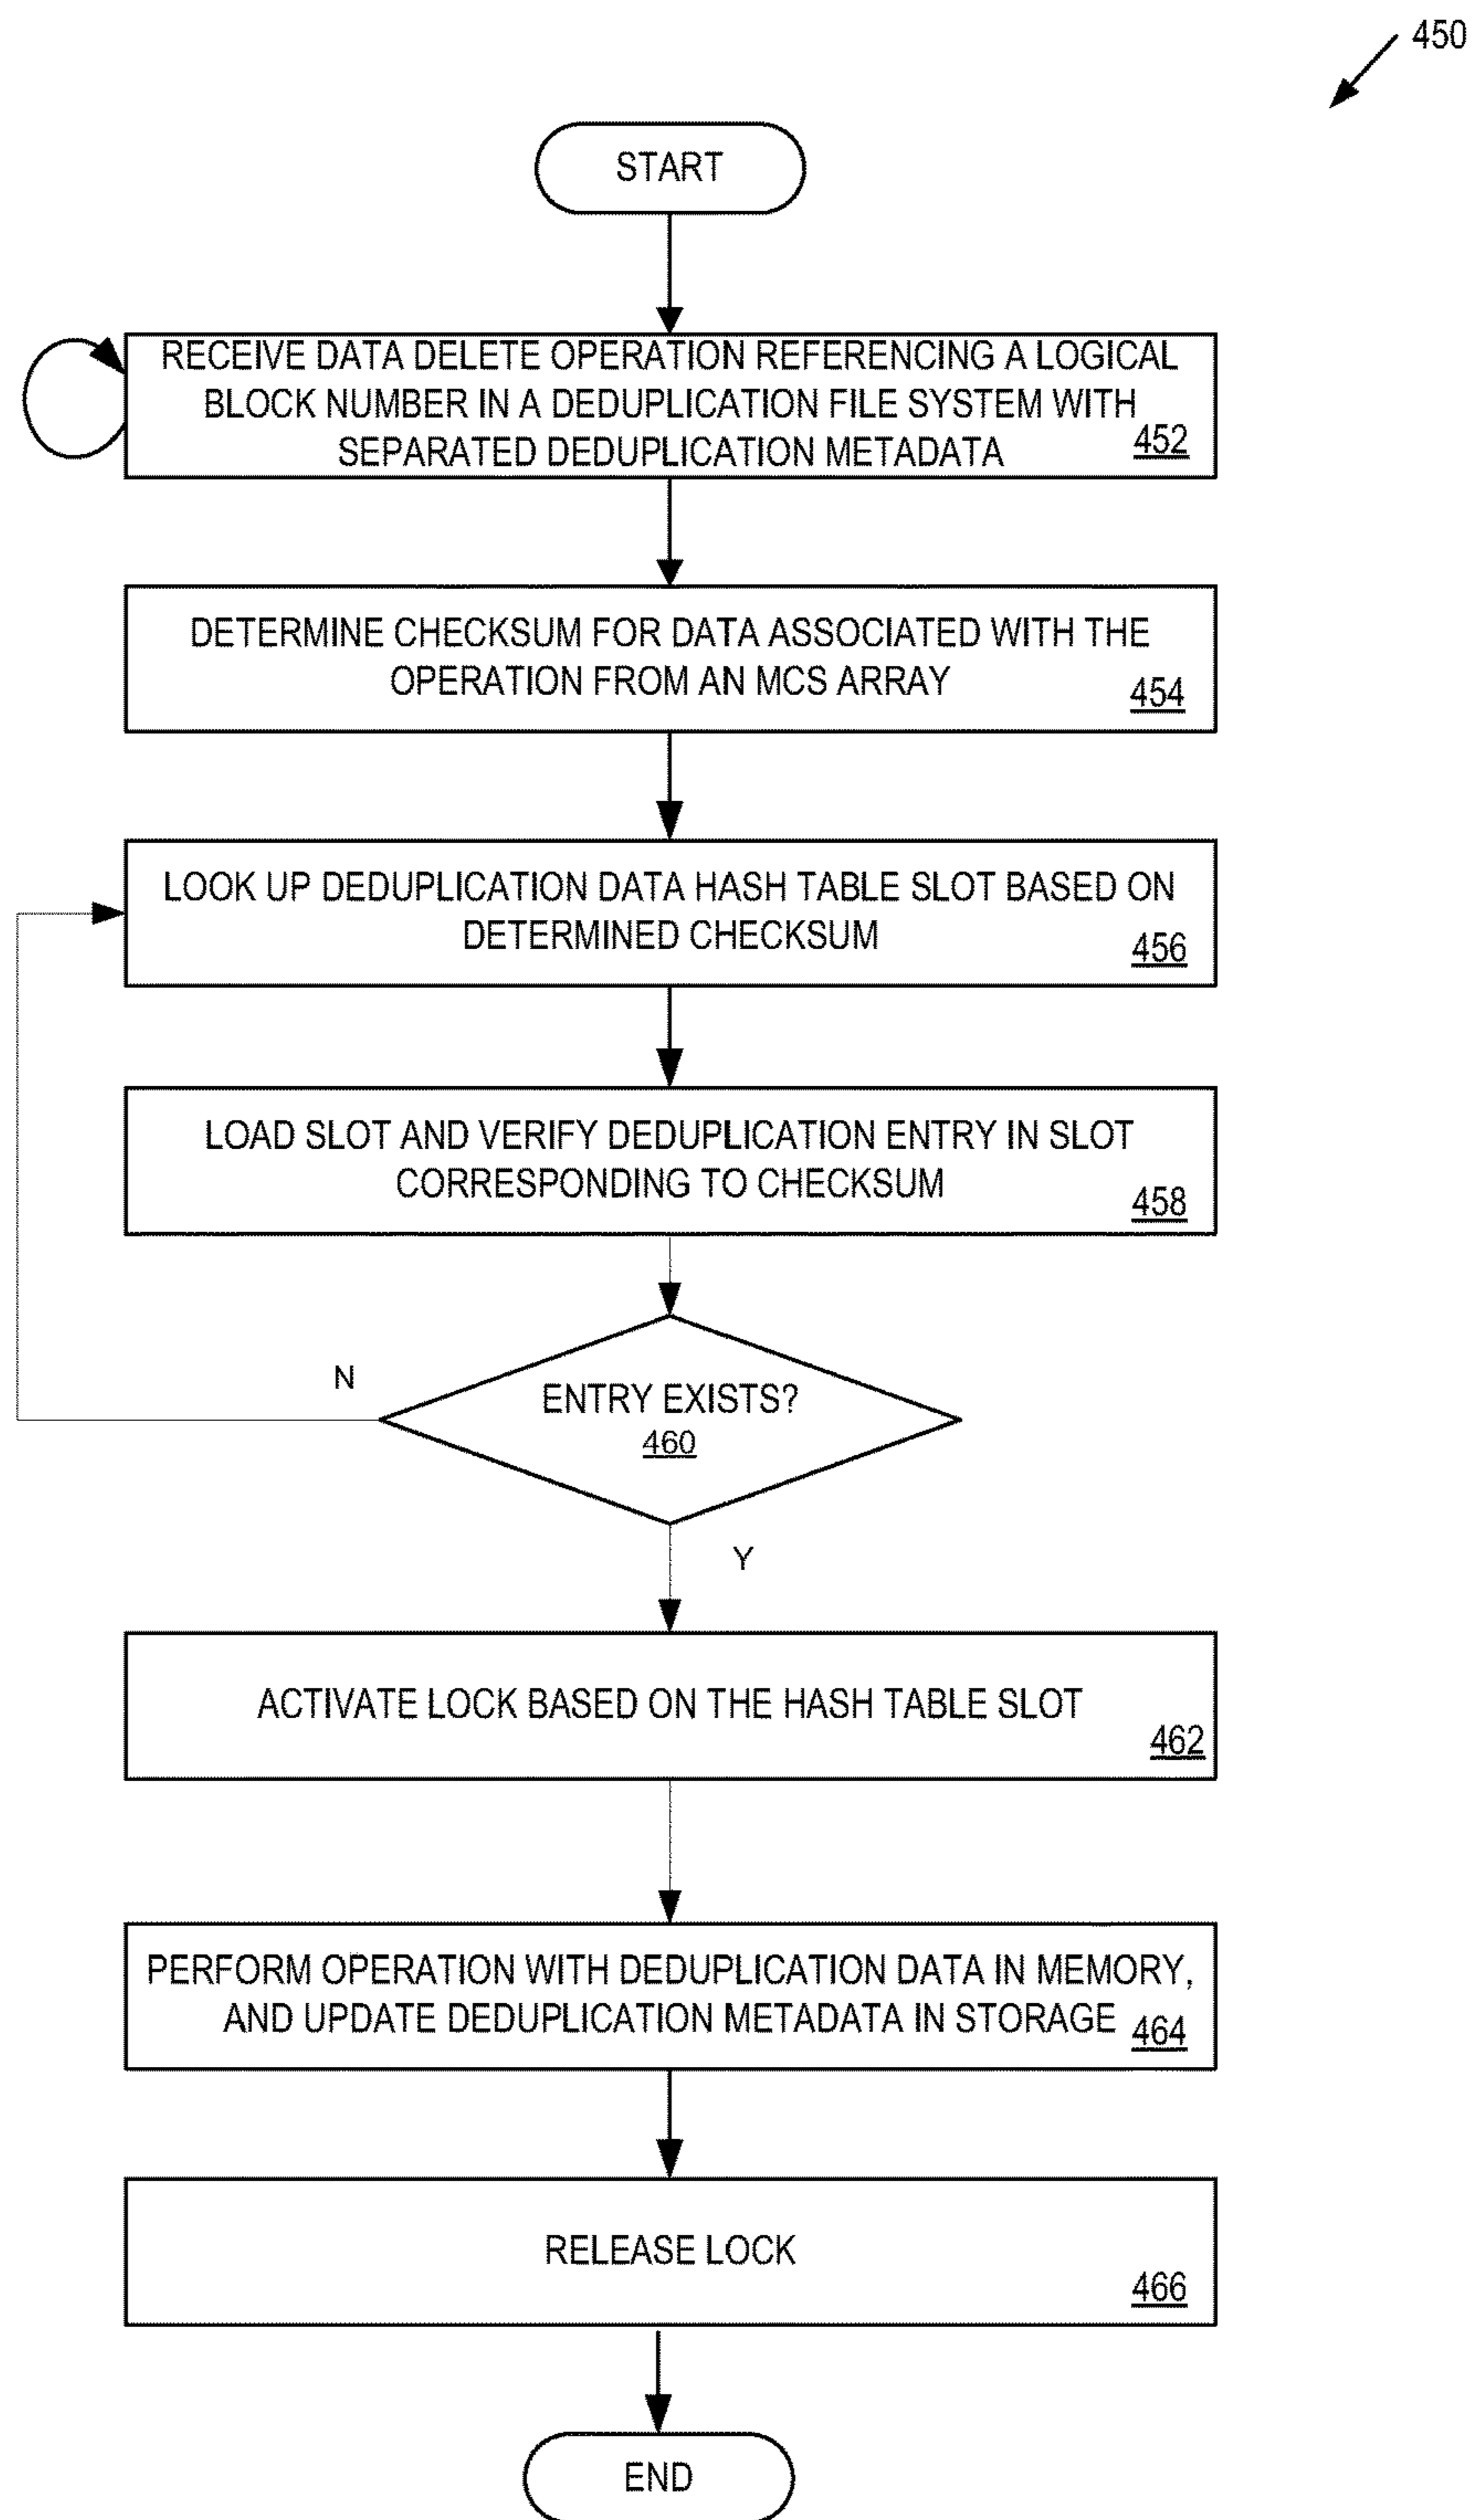 450
START
RECEIVE DATA DELETE OPERATION REFERENCING A LOGICAL
BLOCK NUMBER IN A DEDUPLICATION FILE SYSTEM WITH
SEPARATED DEDUPLICATION METADATA
452
DETERMINE CHECKSUM FOR DATA ASSOCIATED WITH THE
OPERATION FROM AN MCS ARRAY
454
LOOK UP DEDUPLICATION DATA HASH TABLE SLOT BASED ON
DETERMINED CHECKSUM
456
LOAD SLOT AND VERIFY DEDUPLICATION ENTRY IN SLOT
CORRESPONDING TO CHECKSUM
458
N
ENTRY EXISTS?
460
Y
ACTIVATE LOCK BASED ON THE HASH TABLE SLOT
462
PERFORM OPERATION WITH DEDUPLICATION DATA IN MEMORY,
AND UPDATE DEDUPLICATION METADATA IN STORAGE
464
RELEASE LOCK
466
END